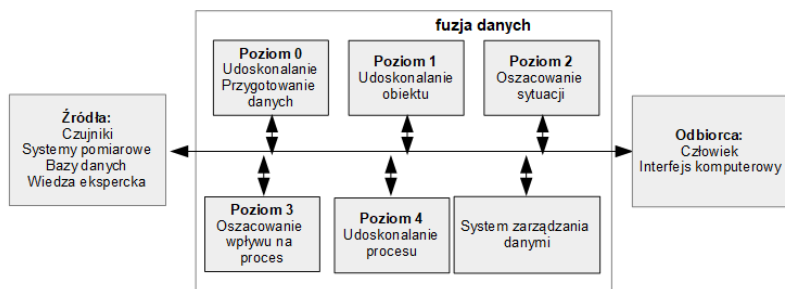 fuzja danych
Poziom 0
Udoskonalanie
Przygotowanie
danych
Poziom 1
Udoskonalanie
obiektu
Poziom 2
Oszacowanie
sytuacji
Źródła:
Czujniki
Systemy pomiarowe
Bazy danych
Wiedza ekspercka
Odbiorca:
Człowiek
Interfejs komputerowy
Poziom 3
Oszacowanie
wpływu na
proces
Poziom 4
Udoskonalanie
procesu
System zarządzania
danymi